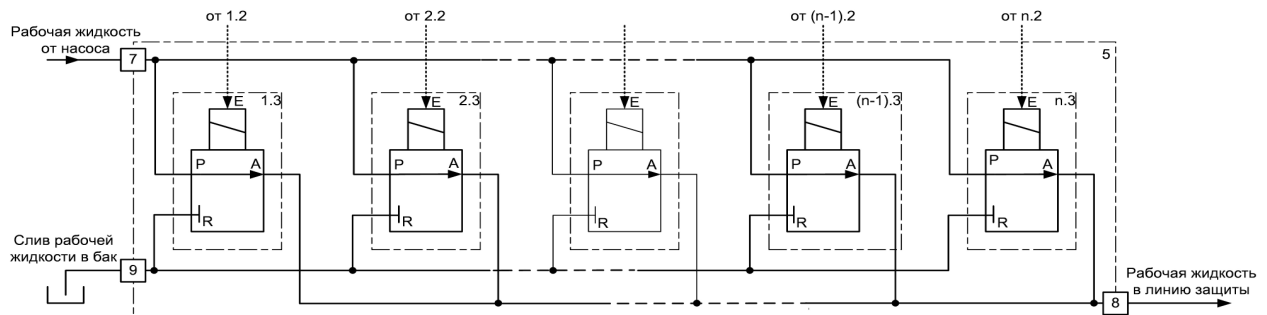 от 1.2
от 2.2
от (n-1).2
от n.2
Рабочая жидкость
от насоса
7
5
E
1.3
E
2.3
E
E
(n-1).3
E
n.3
P
A
P
A
P
A
P
A
P
A
R
R
R
R
R
Слив рабочей
жидкости в бак
9
Рабочая жидкость
в линию защиты
8